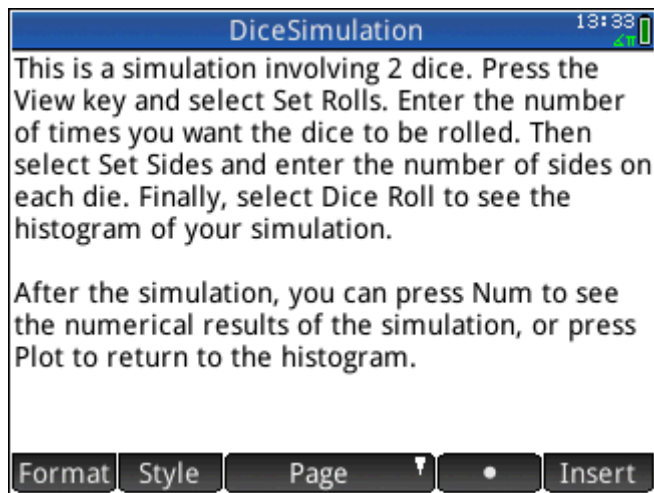 DiceSimulation
13:33
∡π
This is a simulation involving 2 dice. Press the
View key and select Set Rolls. Enter the number
of times you want the dice to be rolled. Then
select Set Sides and enter the number of sides on
each die. Finally, select Dice Roll to see the
histogram of your simulation.
After the simulation, you can press Num to see
the numerical results of the simulation, or press
Plot to return to the histogram.
Format Style Page • Insert